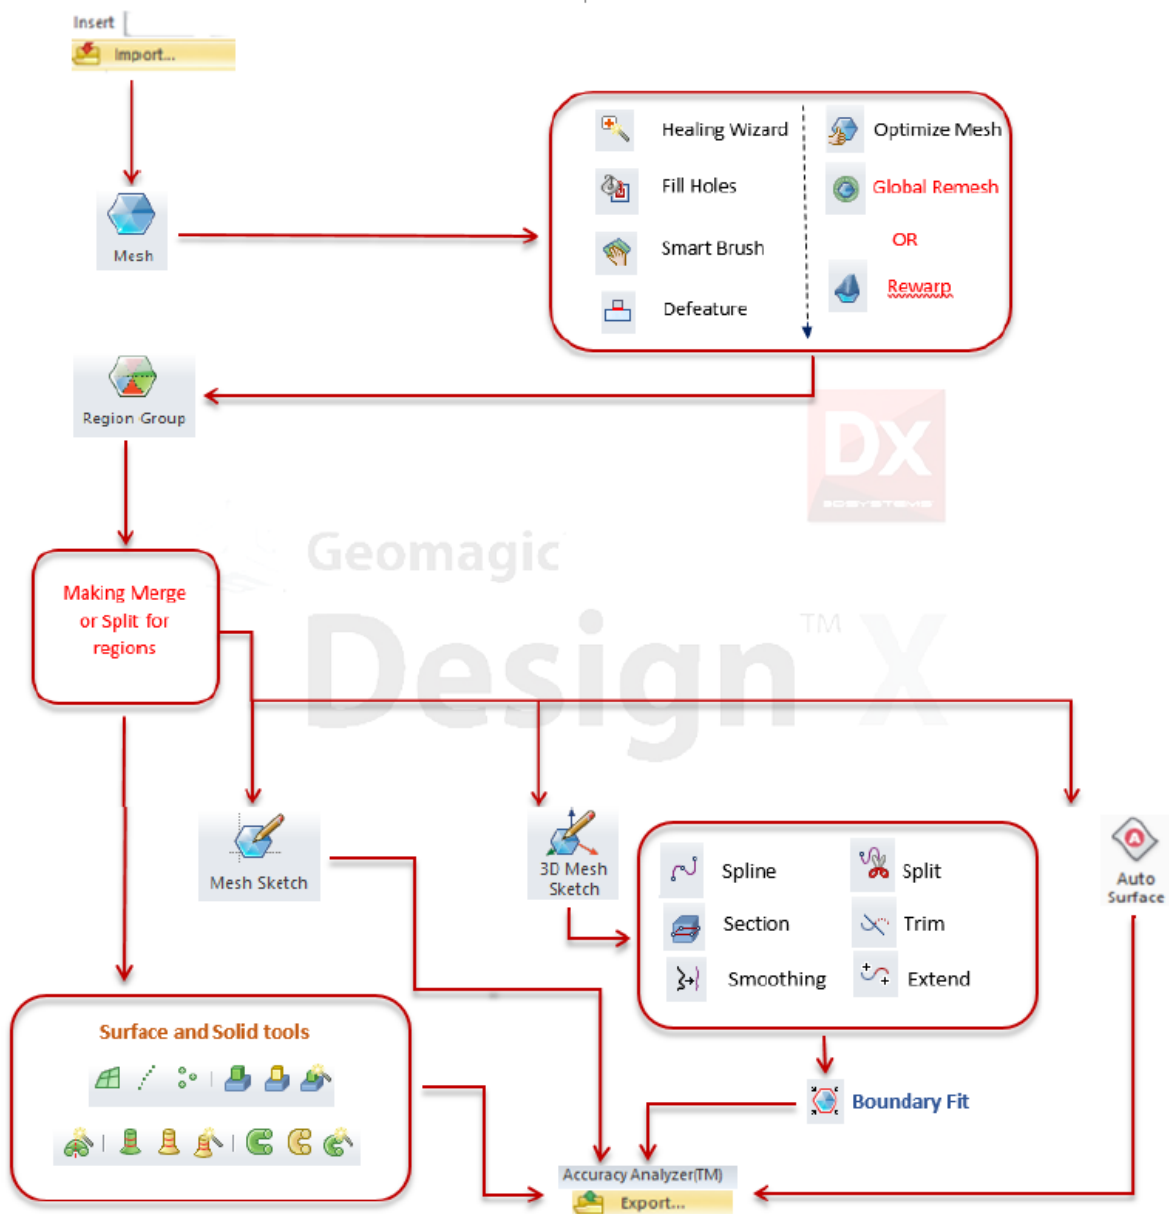 Insert
Import...
Mesh
Healing Wizard
Fill Holes
Smart Brush
Defeature
Optimize Mesh
Global Remesh
OR
Rewarp
Region Group
DX
Geomagic
Design™ X
Making Merge
or Split for
regions
Mesh Sketch
3D Mesh
Sketch
Spline
Section
Smoothing
Split
Trim
Extend
A
Auto
Surface
Surface and Solid tools
Boundary Fit
Accuracy Analyzer(TM)
Export...